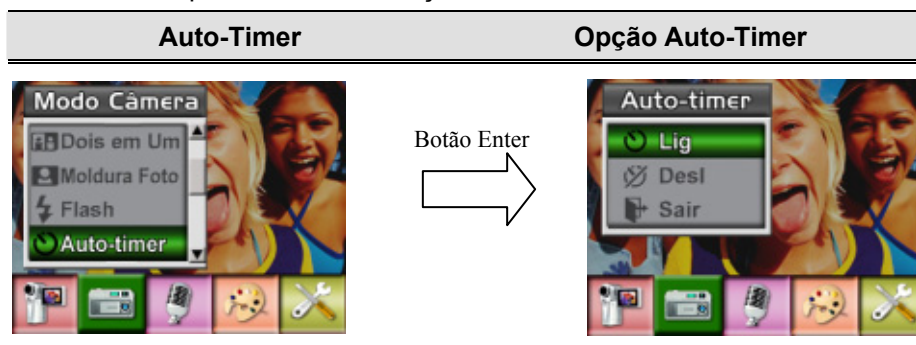 Auto-Timer
Opção Auto-Timer
Modo Câmera
Dois em Um
Moldura Foto
Flash
Auto-timer
Botão Enter
Auto-timer
Lig
Desl
Sair